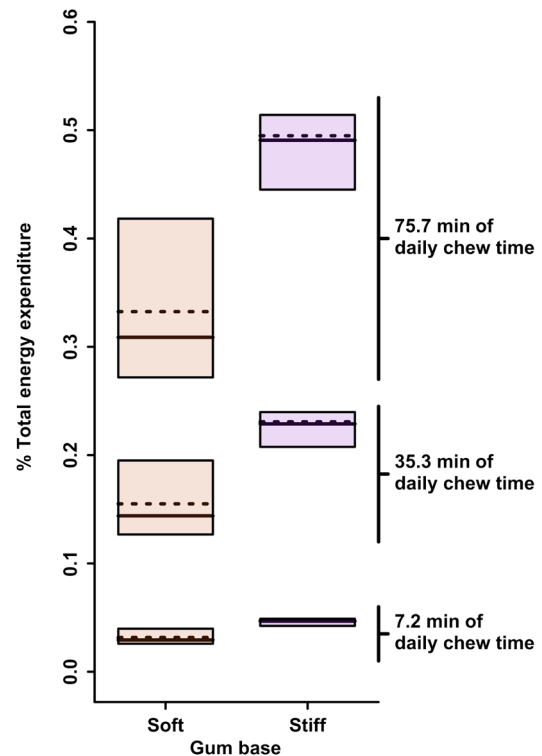 0.6
0.5
0.4
0.3
0.2
0.1
0.0
% Total energy expenditure
75.7 min of
daily chew time
35.3 min of
daily chew time
7.2 min of
daily chew time
Soft
Stiff
Gum base